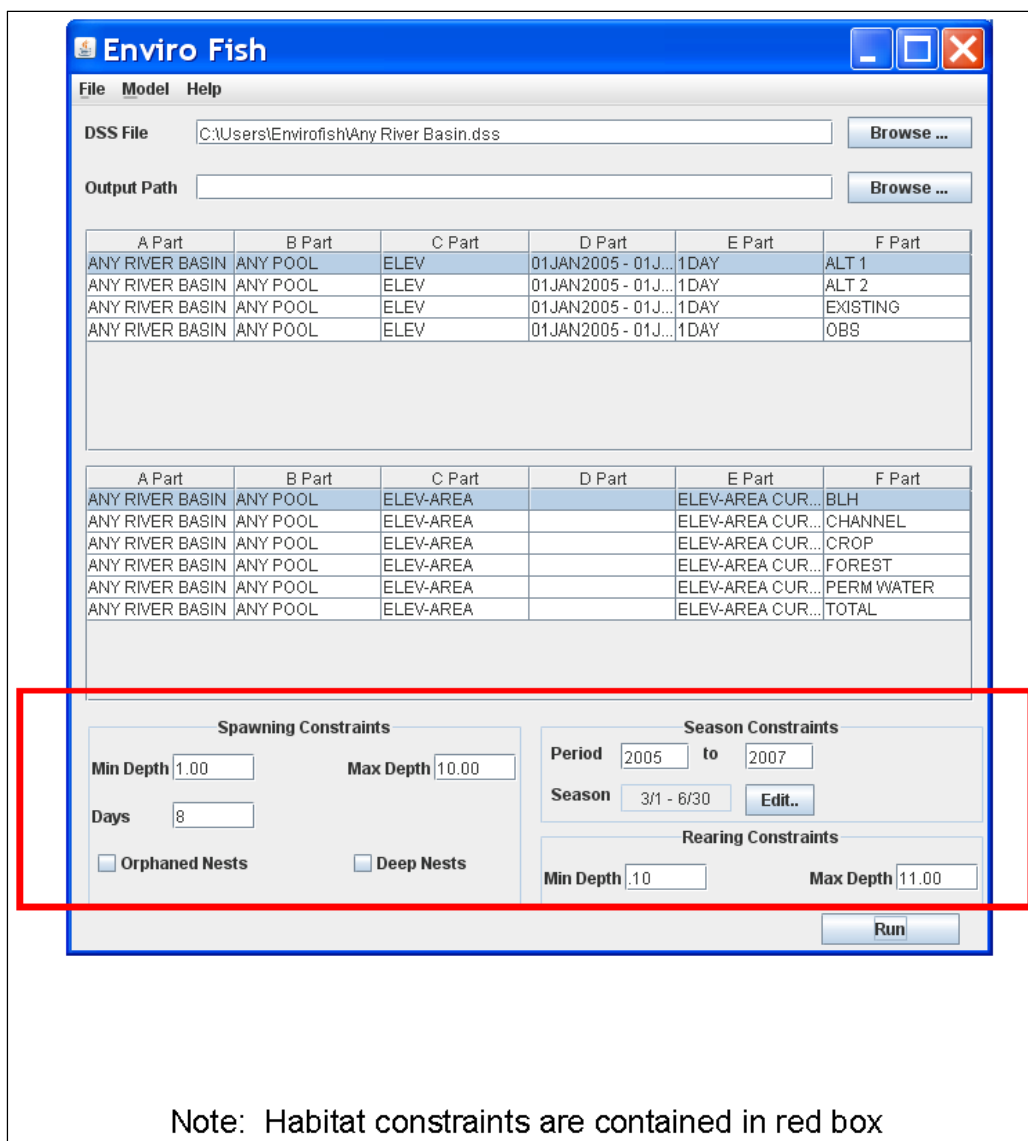 Enviro Fish
File Model Help
DSS File C:\Users\Envirofish\Any River Basin.dss Browse ...
Output Path Browse ...
A Part B Part C Part D Part E Part F Part
ANY RIVER BASIN ANY POOL ELEV 01JAN2005 - 01J... 1DAY ALT 1
ANY RIVER BASIN ANY POOL ELEV 01JAN2005 - 01J... 1DAY ALT 2
ANY RIVER BASIN ANY POOL ELEV 01JAN2005 - 01J... 1DAY EXISTING
ANY RIVER BASIN ANY POOL ELEV 01JAN2005 - 01J... 1DAY OBS
A Part B Part C Part D Part E Part F Part
ANY RIVER BASIN ANY POOL ELEV-AREA ELEV-AREA CUR... BLH
ANY RIVER BASIN ANY POOL ELEV-AREA ELEV-AREA CUR... CHANNEL
ANY RIVER BASIN ANY POOL ELEV-AREA ELEV-AREA CUR... CROP
ANY RIVER BASIN ANY POOL ELEV-AREA ELEV-AREA CUR... FOREST
ANY RIVER BASIN ANY POOL ELEV-AREA ELEV-AREA CUR... PERM WATER
ANY RIVER BASIN ANY POOL ELEV-AREA ELEV-AREA CUR... TOTAL
Spawning Constraints
Min Depth 1.00 Max Depth 10.00
Days 8
Orphaned Nests Deep Nests
Season Constraints
Period 2005 to 2007
Season 3/1 - 6/30 Edit..
Rearing Constraints
Min Depth .10 Max Depth 11.00
Run
Note: Habitat constraints are contained in red box